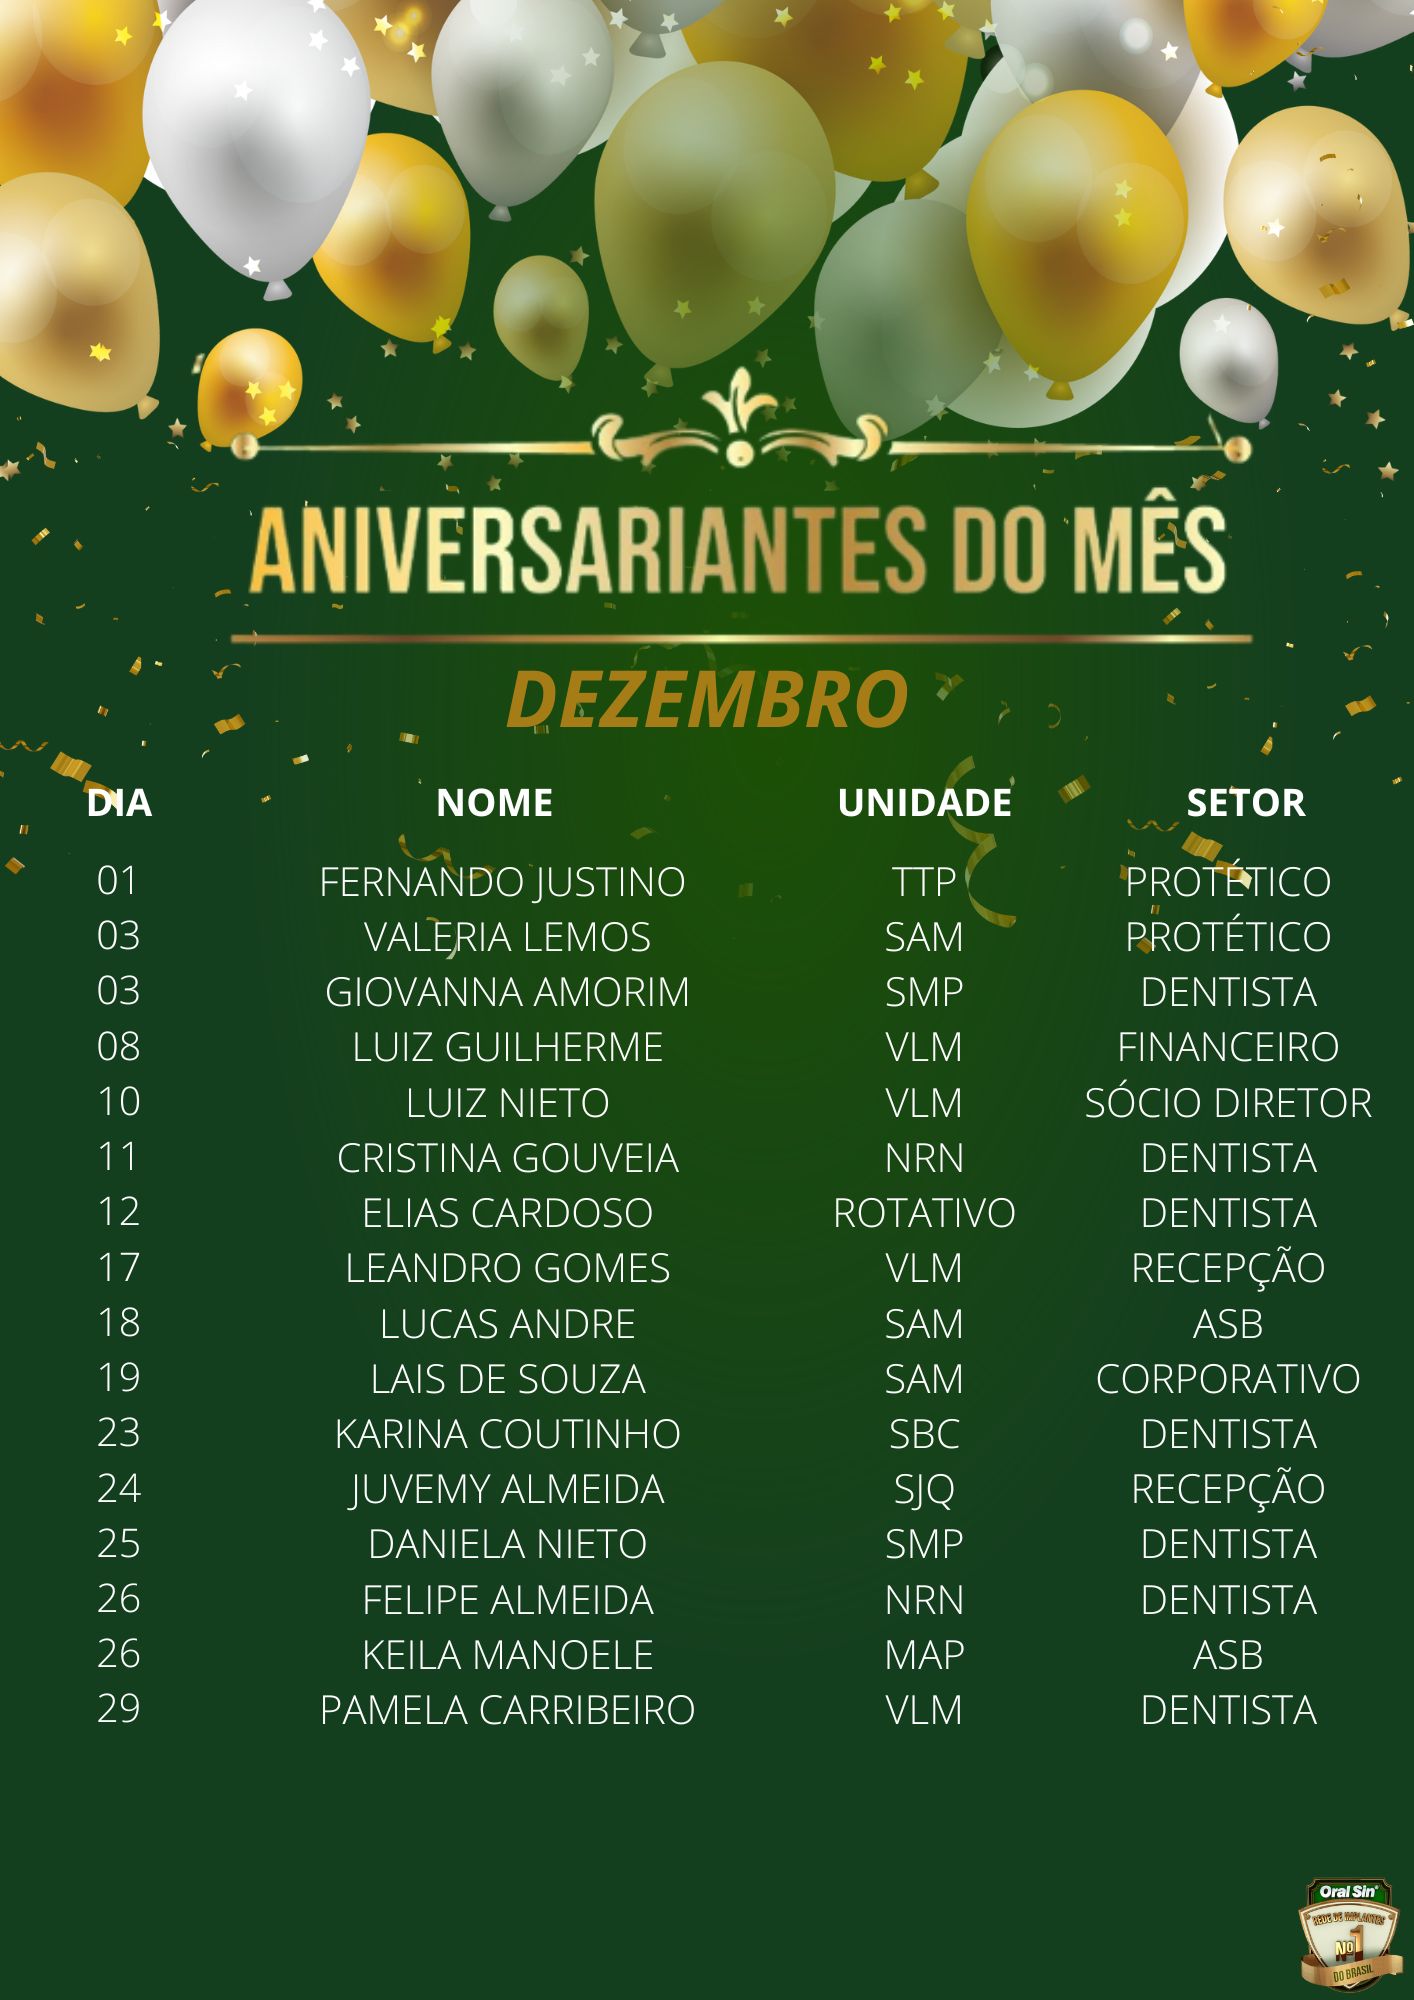 ANIVERSARIANTES DO MÊS
DEZEMBRO
DIA NOME UNIDADE SETOR
01 FERNANDO JUSTINO TTP PROTÉTICO
03 VALERIA LEMOS SAM PROTÉTICO
03 GIOVANNA AMORIM SMP DENTISTA
08 LUIZ GUILHERME VLM FINANCEIRO
10 LUIZ NIETO VLM SÓCIO DIRETOR
11 CRISTINA GOUVEIA NRN DENTISTA
12 ELIAS CARDOSO ROTATIVO DENTISTA
17 LEANDRO GOMES VLM RECEPÇÃO
18 LUCAS ANDRE SAM ASB
19 LAIS DE SOUZA SAM CORPORATIVO
23 KARINA COUTINHO SBC DENTISTA
24 JUVEMY ALMEIDA SJQ RECEPÇÃO
25 DANIELA NIETO SMP DENTISTA
26 FELIPE ALMEIDA NRN DENTISTA
26 KEILA MANOELE MAP ASB
29 PAMELA CARRIBEIRO VLM DENTISTA
Oral Sin®
REDE DE IMPLANTES
Nº1
DO BRASIL